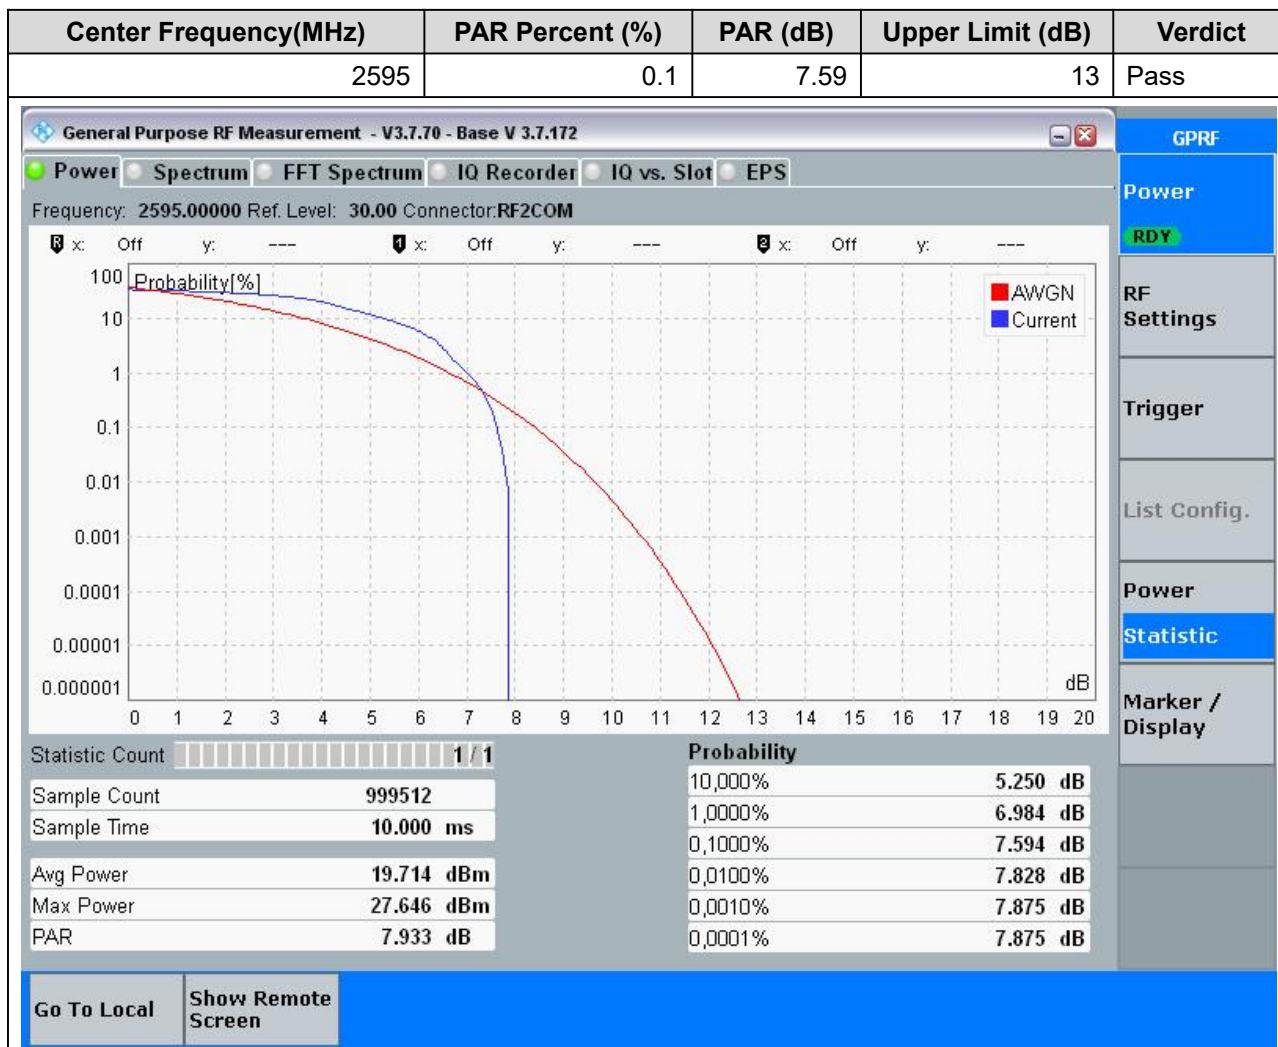 Center Frequency(MHz) PAR Percent (%) PAR (dB) Upper Limit (dB) Verdict
2595 0.1 7.59 13 Pass
General Purpose RF Measurement - V3.7.70 - Base V 3.7.172
GPRF
Power Spectrum FFT Spectrum IQ Recorder IQ vs. Slot EPS
Frequency: 2595.00000 Ref. Level: 30.00 Connector:RF2COM
R x: Off y: --- 1 x: Off y: --- 2 x: Off y: ---
Probability[%]
100
10
1
0.1
0.01
0.001
0.0001
0.00001
0.000001
AWGN
Current
dB
0 1 2 3 4 5 6 7 8 9 10 11 12 13 14 15 16 17 18 19 20
Statistic Count 1 / 1
Sample Count 999512
Sample Time 10.000 ms
Avg Power 19.714 dBm
Max Power 27.646 dBm
PAR 7.933 dB
Probability
10,000% 5.250 dB
1,0000% 6.984 dB
0,1000% 7.594 dB
0,0100% 7.828 dB
0,0010% 7.875 dB
0,0001% 7.875 dB
Power
RDY
RF
Settings
Trigger
List Config.
Power
Statistic
Marker /
Display
Go To Local
Show Remote
Screen